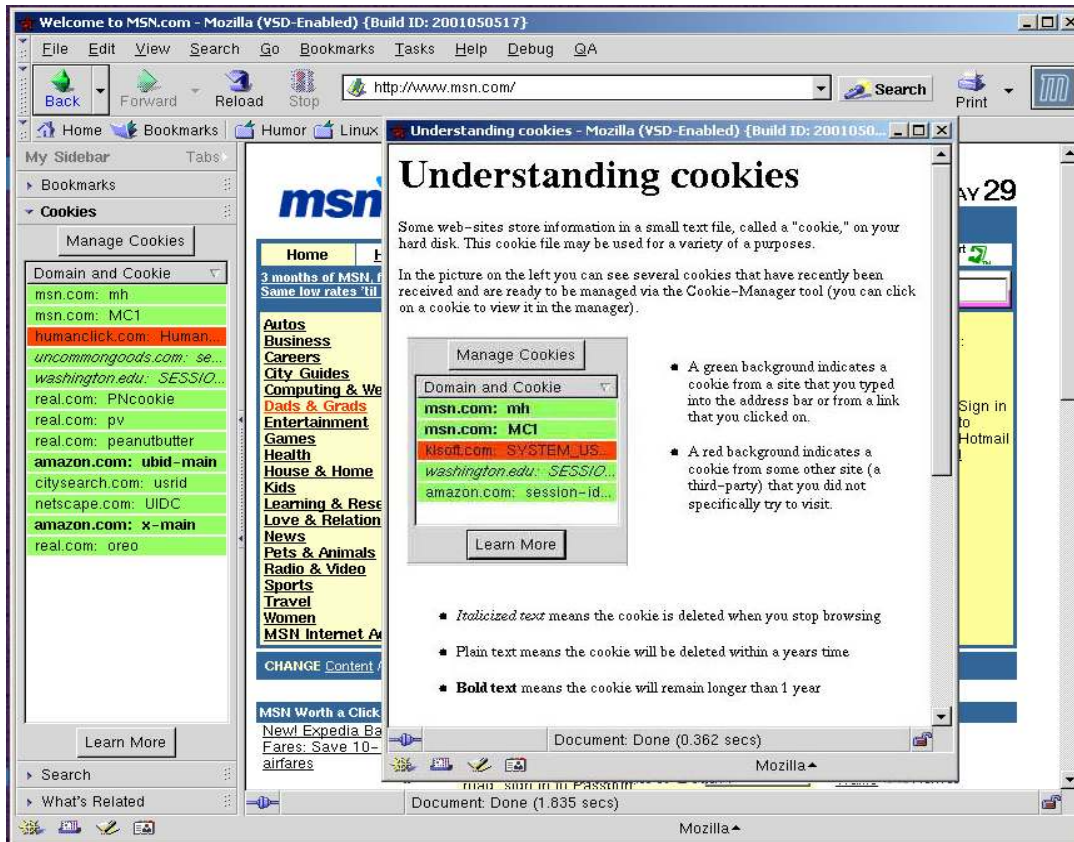 Welcome to MSN.com - Mozilla (VSD-Enabled) {Build ID: 2001050517}
File Edit View Search Go Bookmarks Tasks Help Debug QA
Back Forward Reload Stop http://www.msn.com/ Search Print
Home Bookmarks Humor Linux
My Sidebar Tabs
Bookmarks
Cookies
Manage Cookies
Domain and Cookie
msn.com: mh
msn.com: MC1
humanclick.com: Human...
uncommongoods.com: se...
washington.edu: SESSIO...
real.com: PNcookie
real.com: pv
real.com: peanutbutter
amazon.com: ubid-main
citysearch.com: usrid
netscape.com: UIDC
amazon.com: x-main
real.com: oreo
Learn More
Search
What's Related
msn
AY 29
Home
3 months of MSN, f
Same low rates 'til
Autos
Business
Careers
City Guides
Computing & We
Dads & Grads
Entertainment
Games
Health
House & Home
Kids
Learning & Rese
Love & Relation
News
Pets & Animals
Radio & Video
Sports
Travel
Women
MSN Internet A
CHANGE Content
MSN Worth a Click
New! Expedia Ba
Fares: Save 10-
airfares
Sign in
to
Hotmail
Understanding cookies - Mozilla (VSD-Enabled) {Build ID: 2001050...
Understanding cookies
Some web-sites store information in a small text file, called a "cookie," on your
hard disk. This cookie file may be used for a variety of a purposes.
In the picture on the left you can see several cookies that have recently been
received and are ready to be managed via the Cookie-Manager tool (you can click
on a cookie to view it in the manager).
Manage Cookies
Domain and Cookie
msn.com: mh
msn.com: MC1
klsoft.com: SYSTEM_US...
washington.edu: SESSIO...
amazon.com: session-id...
Learn More
A green background indicates a
cookie from a site that you typed
into the address bar or from a link
that you clicked on.
A red background indicates a
cookie from some other site (a
third-party) that you did not
specifically try to visit.
Italicized text means the cookie is deleted when you stop browsing
Plain text means the cookie will be deleted within a years time
Bold text means the cookie will remain longer than 1 year
Document: Done (0.362 secs)
Mozilla
Document: Done (1.835 secs)
Mozilla